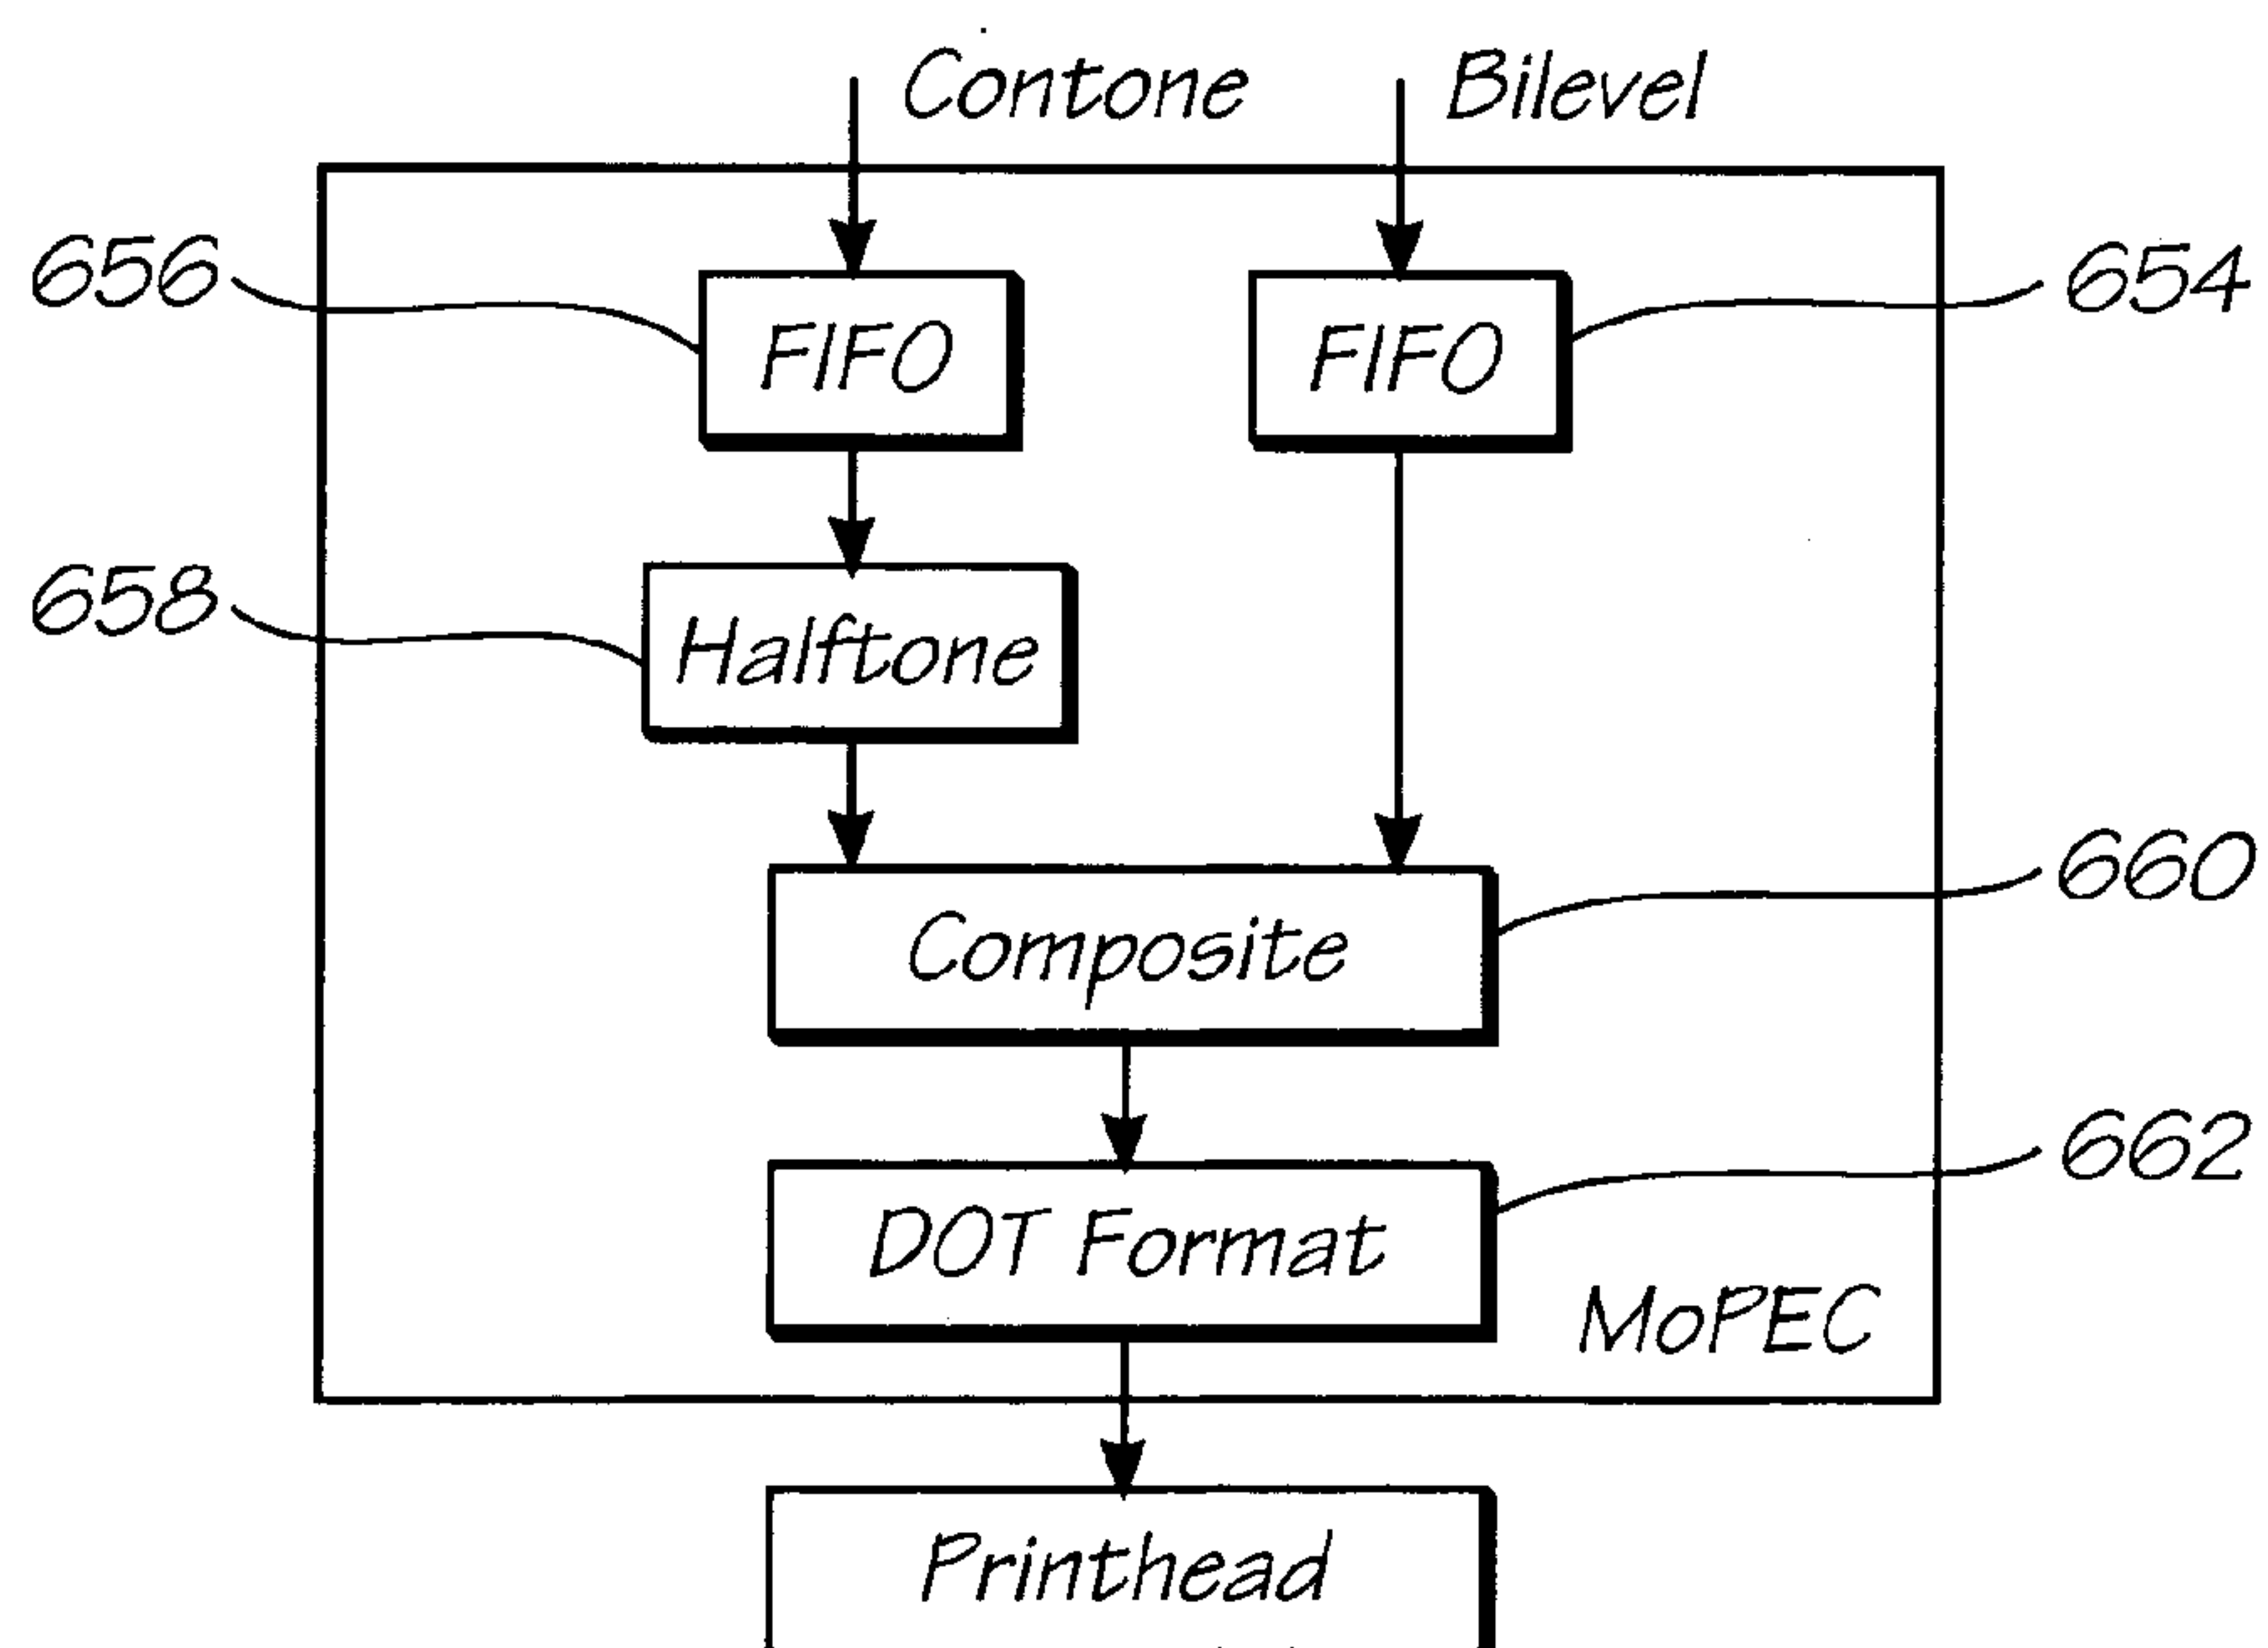 Contone Bilevel
656 FIFO FIFO 654
658 Halftone
Composite 660
DOT Format 662
MoPEC
Printhead